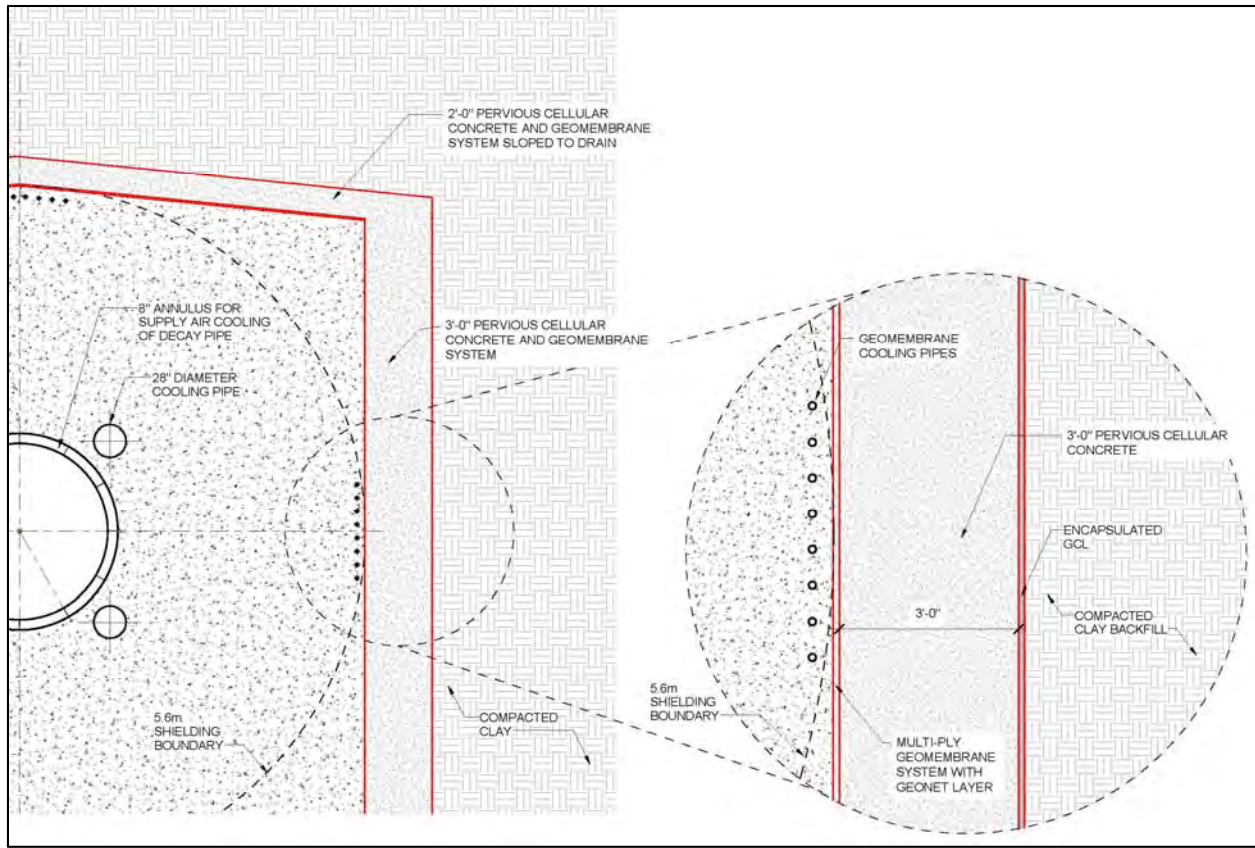 2'-0" PERVIOUS CELLULAR
CONCRETE AND GEOMEMBRANE
SYSTEM SLOPED TO DRAIN
8" ANNULUS FOR
SUPPLY AIR COOLING
OF DECAY PIPE
28" DIAMETER
COOLING PIPE
3'-0" PERVIOUS CELLULAR
CONCRETE AND GEOMEMBRANE
SYSTEM
5.6m
SHIELDING
BOUNDARY
COMPACTED
CLAY
GEOMEMBRANE
COOLING PIPES
3'-0" PERVIOUS CELLULAR
CONCRETE
ENCAPSULATED
GCL
3'-0"
COMPACTED
CLAY BACKFILL
5.6m
SHIELDING
BOUNDARY
MULTI-PLY
GEOMEMBRANE
SYSTEM WITH
GEONET LAYER